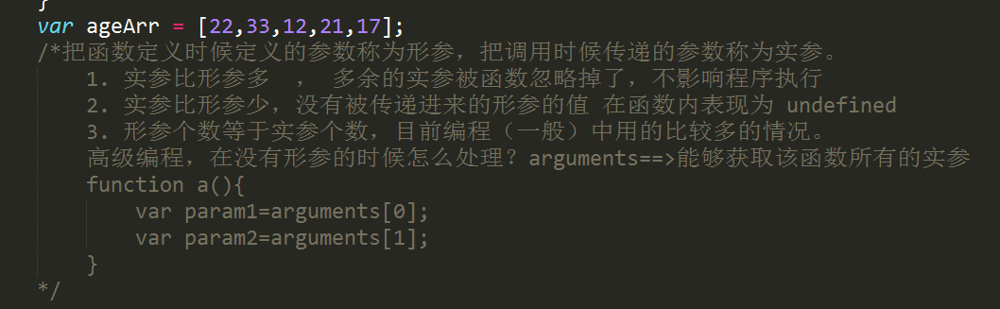 }
var ageArr = [22,33,12,21,17];
/*把函数定义时候定义的参数称为形参，把调用时候传递的参数称为实参。
1. 实参比形参多 ， 多余的实参被函数忽略掉了，不影响程序执行
2. 实参比形参少，没有被传递进来的形参的值 在函数内表现为 undefined
3. 形参个数等于实参个数，目前编程（一般）中用的比较多的情况。
高级编程，在没有形参的时候怎么处理？arguments==>能够获取该函数所有的实参
function a(){
var param1=arguments[0];
var param2=arguments[1];
}
*/